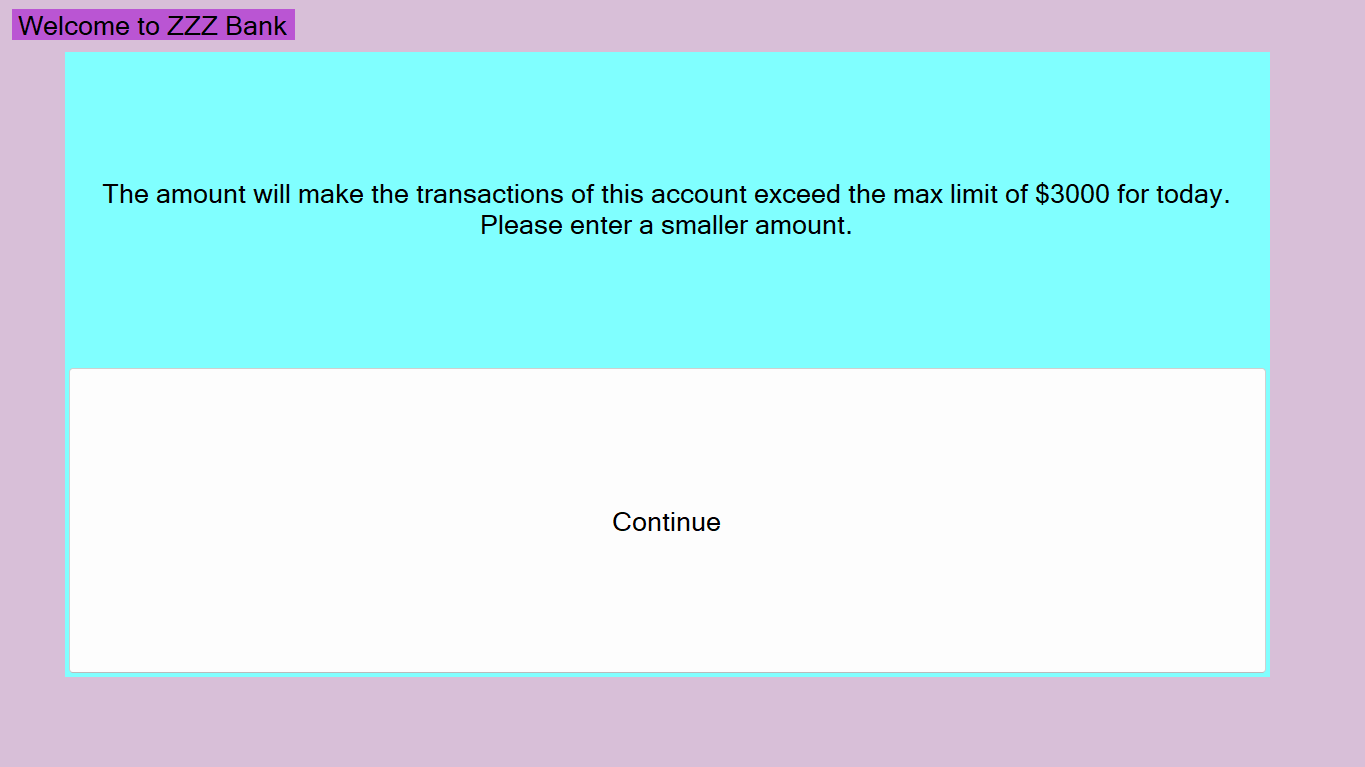 Welcome to ZZZ Bank
The amount will make the transactions of this account exceed the max limit of $3000 for today.
Please enter a smaller amount.
Continue